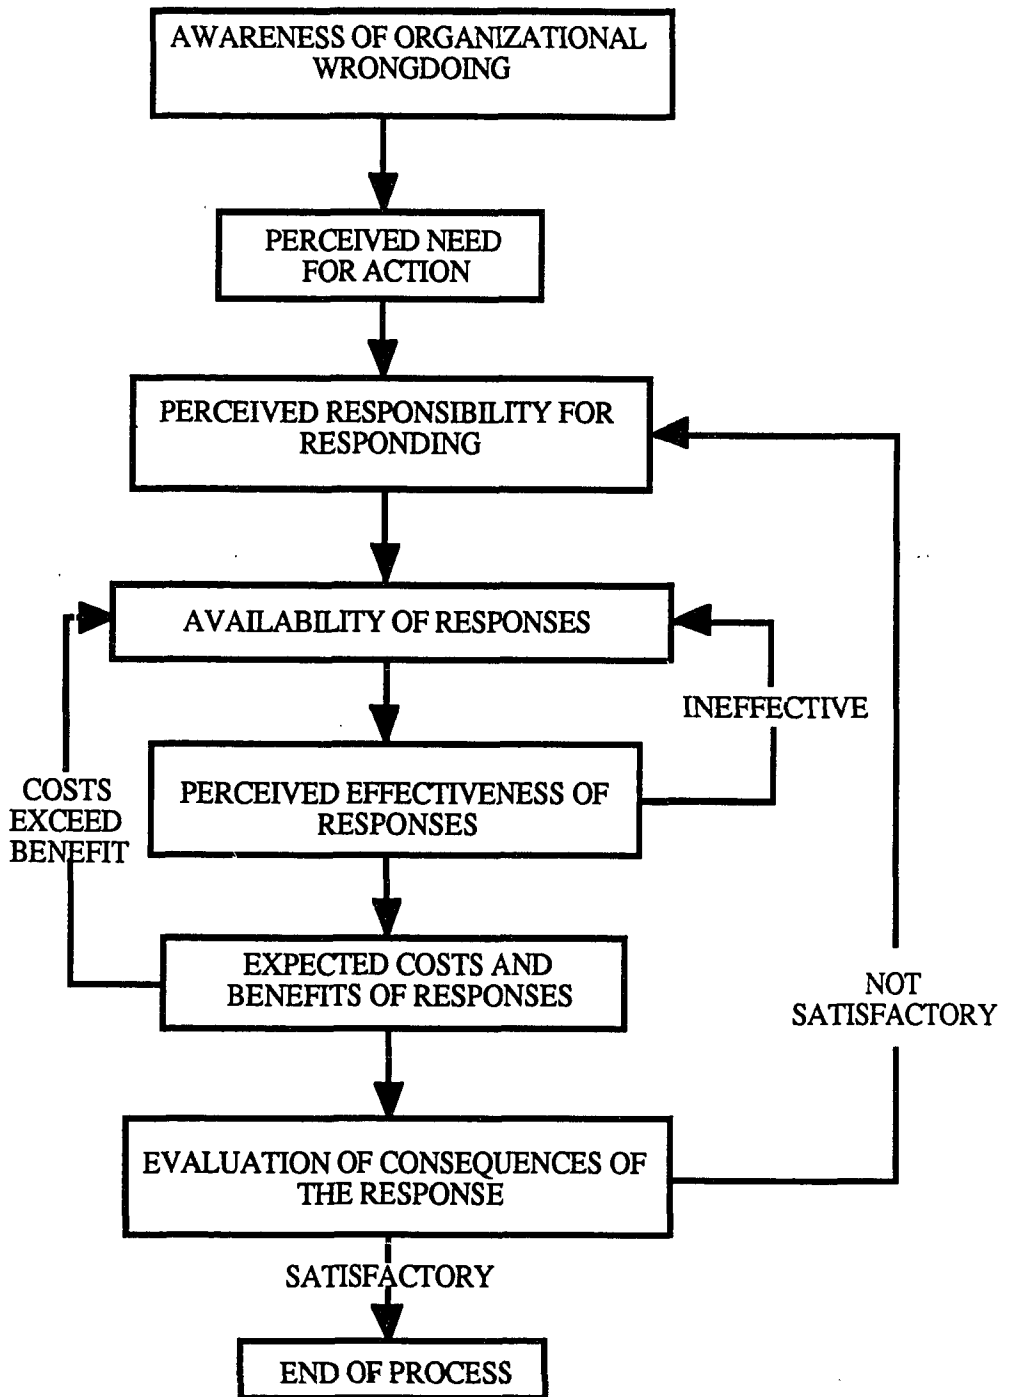 AWARENESS OF ORGANIZATIONAL
WRONGDOING
PERCEIVED NEED
FOR ACTION
PERCEIVED RESPONSIBILITY FOR
RESPONDING
AVAILABILITY OF RESPONSES
INEFFECTIVE
PERCEIVED EFFECTIVENESS OF
RESPONSES
COSTS
EXCEED
BENEFIT
EXPECTED COSTS AND
BENEFITS OF RESPONSES
NOT
SATISFACTORY
EVALUATION OF CONSEQUENCES OF
THE RESPONSE
SATISFACTORY
END OF PROCESS